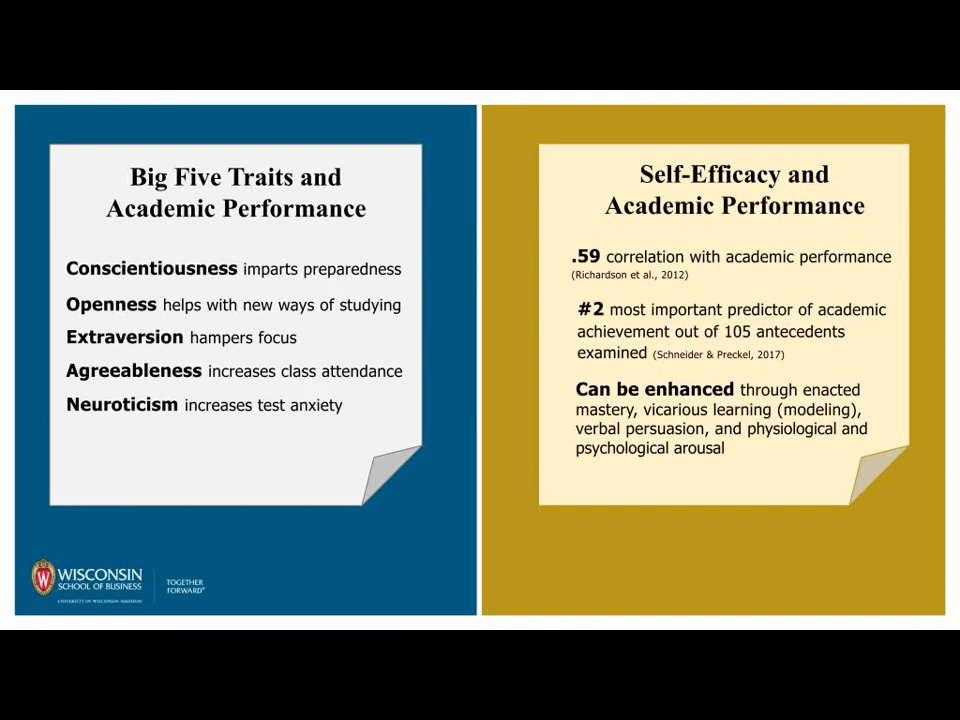 Big Five Traits and
Academic Performance
Conscientiousness imparts preparedness
Openness helps with new ways of studying
Extraversion hampers focus
Agreeableness increases class attendance
Neuroticism increases test anxiety
W
WISCONSIN
SCHOOL OF BUSINESS
UNIVERSITY OF WISCONSIN–MADISON
TOGETHER
FORWARD®
Self-Efficacy and
Academic Performance
.59 correlation with academic performance
(Richardson et al., 2012)
#2 most important predictor of academic
achievement out of 105 antecedents
examined (Schneider & Preckel, 2017)
Can be enhanced through enacted
mastery, vicarious learning (modeling),
verbal persuasion, and physiological and
psychological arousal